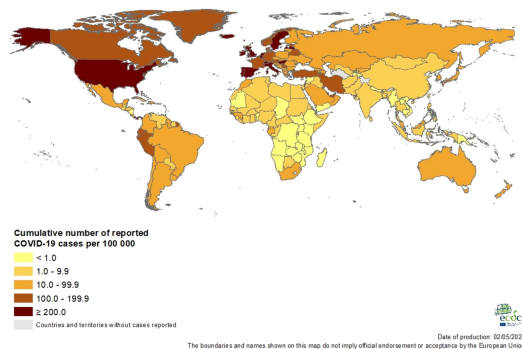 Cumulative number of reported
COVID-19 cases per 100 000
< 1.0
1.0 - 9.9
10.0 - 99.9
100.0 - 199.9
≥ 200.0
Countries and territories without cases reported
ecdc
Date of production: 02/05/202
The boundaries and names shown on this map do not imply official endorsement or acceptance by the European Unio